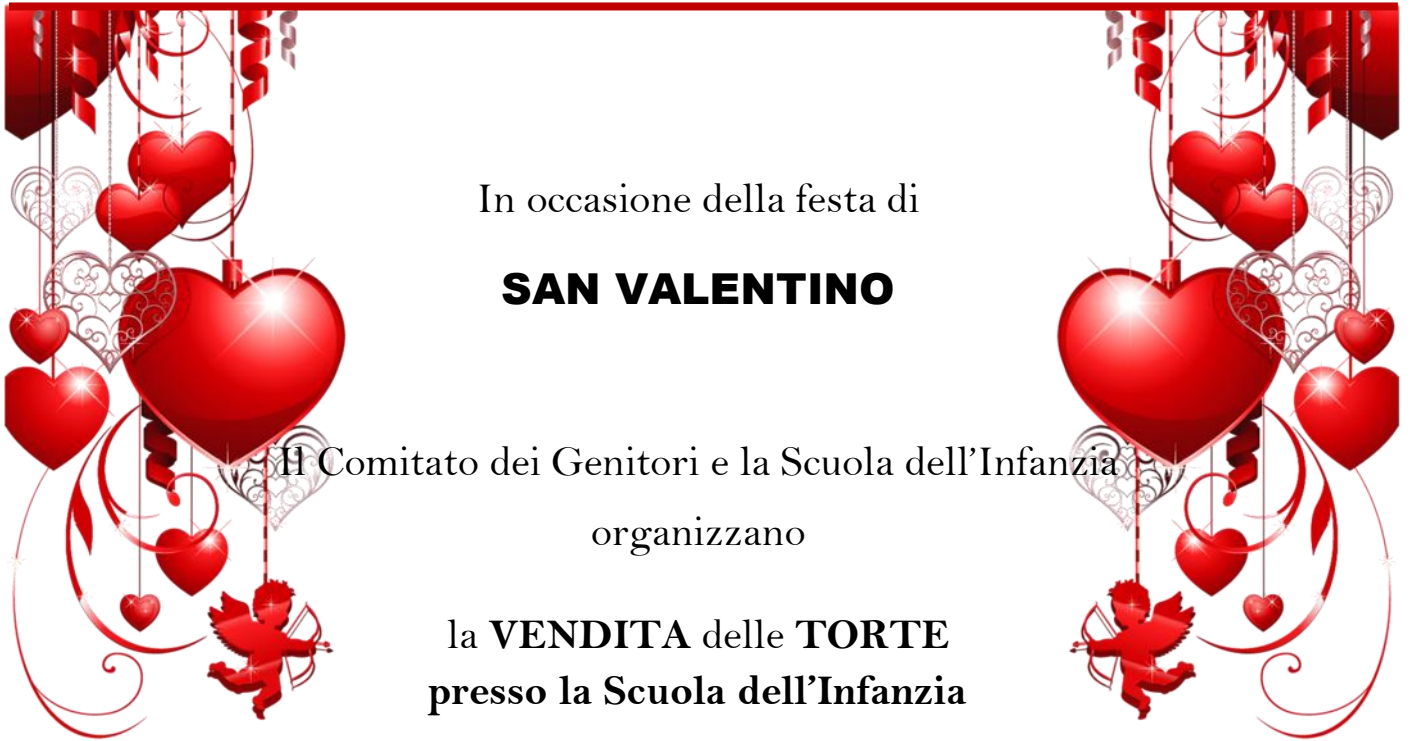 In occasione della festa di
SAN VALENTINO
Il Comitato dei Genitori e la Scuola dell’Infanzia
organizzano
la VENDITA delle TORTE
presso la Scuola dell’Infanzia